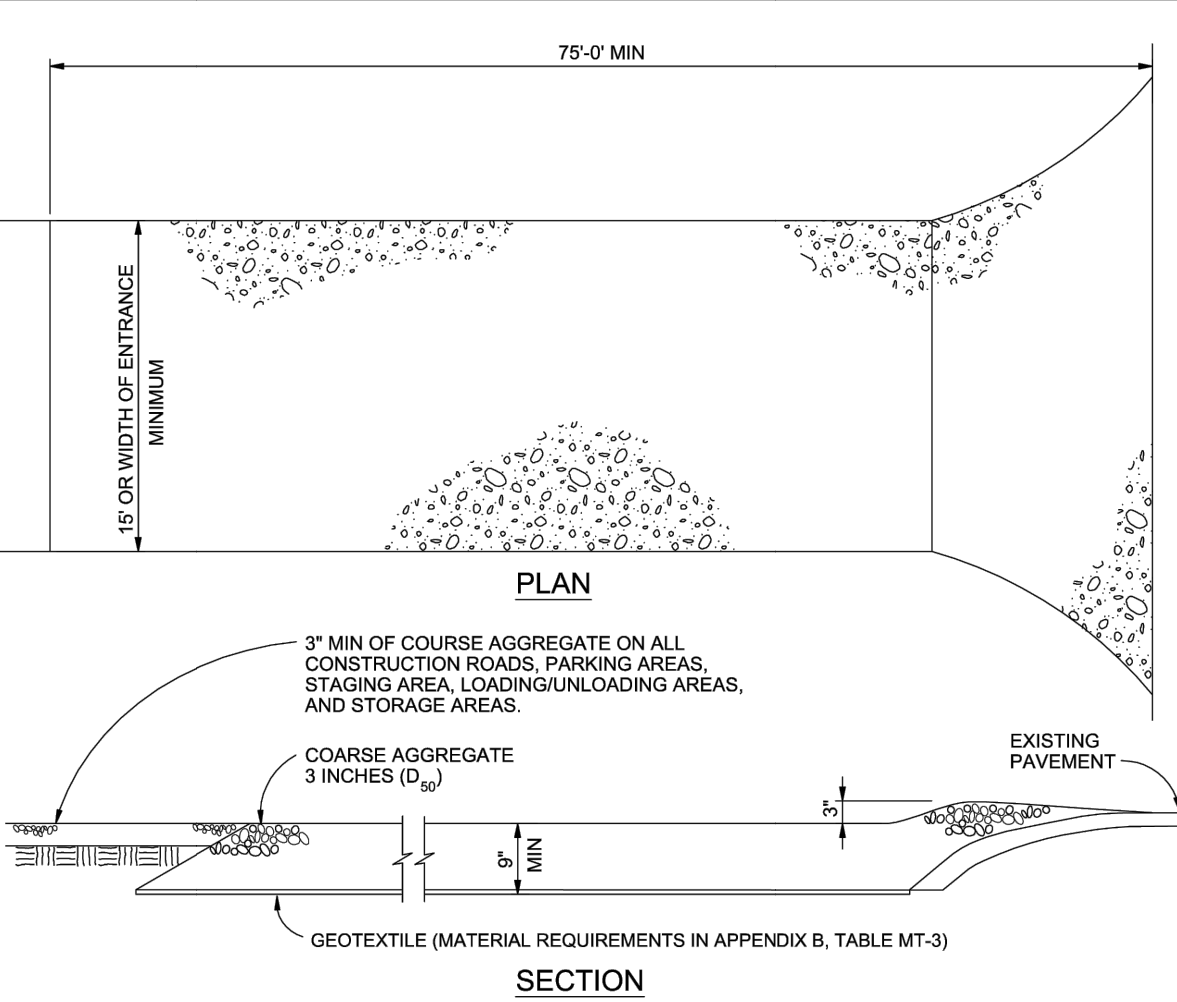 75'-0' MIN
15' OR WIDTH OF ENTRANCE
MINIMUM
PLAN
3" MIN OF COURSE AGGREGATE ON ALL
CONSTRUCTION ROADS, PARKING AREAS,
STAGING AREA, LOADING/UNLOADING AREAS,
AND STORAGE AREAS.
COARSE AGGREGATE
3 INCHES (D50)
EXISTING
PAVEMENT
3"
9"
MIN
GEOTEXTILE (MATERIAL REQUIREMENTS IN APPENDIX B, TABLE MT-3)
SECTION